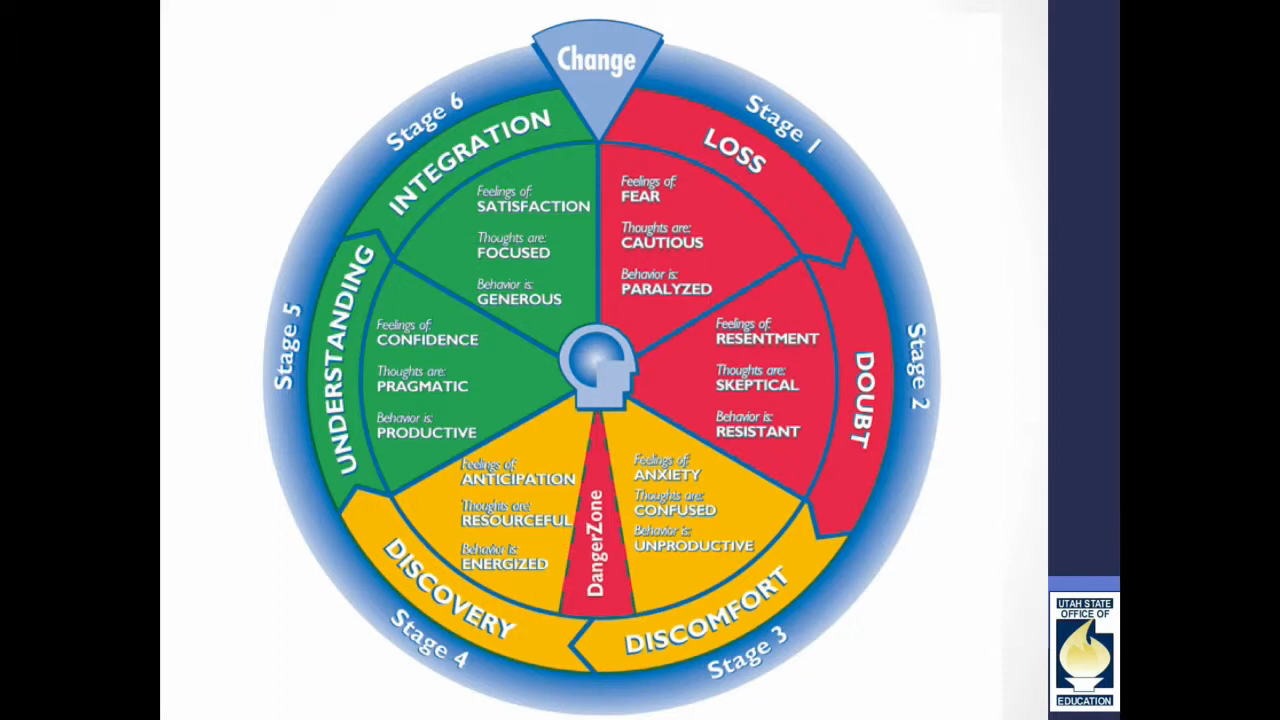 Change
Stage 1
LOSS
Feelings of:
FEAR
Thoughts are:
CAUTIOUS
Behavior is:
PARALYZED
Stage 2
DOUBT
Feelings of:
RESENTMENT
Thoughts are:
SKEPTICAL
Behavior is:
RESISTANT
Stage 3
DISCOMFORT
Feelings of:
ANXIETY
Thoughts are:
CONFUSED
Behavior is:
UNPRODUCTIVE
DangerZone
Stage 4
DISCOVERY
Feelings of:
ANTICIPATION
Thoughts are:
RESOURCEFUL
Behavior is:
ENERGIZED
Stage 5
UNDERSTANDING
Feelings of:
CONFIDENCE
Thoughts are:
PRAGMATIC
Behavior is:
PRODUCTIVE
Stage 6
INTEGRATION
Feelings of:
SATISFACTION
Thoughts are:
FOCUSED
Behavior is:
GENEROUS
UTAH STATE
OFFICE OF
EDUCATION